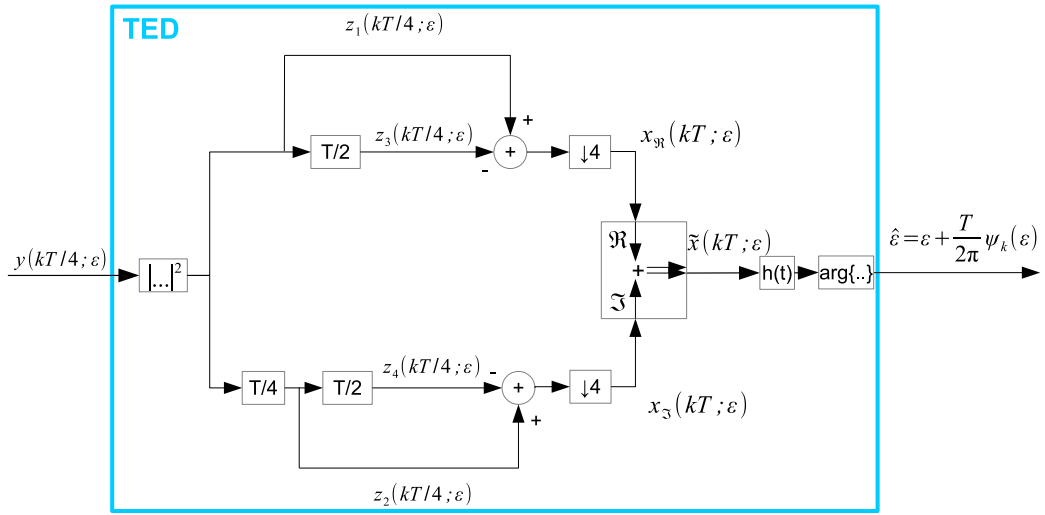 TED
z₁(kT/4;ε)
T/2
z₃(kT/4;ε)
+
-
+
↓4
x_ℜ(kT;ε)
y(kT/4;ε)
|...|²
ℜ
+
ℑ
x̃(kT;ε)
h(t)
arg{..}
ε̂=ε+T/2π ψₖ(ε)
T/4
T/2
z₄(kT/4;ε)
-
+
+
↓4
x_ℑ(kT;ε)
z₂(kT/4;ε)